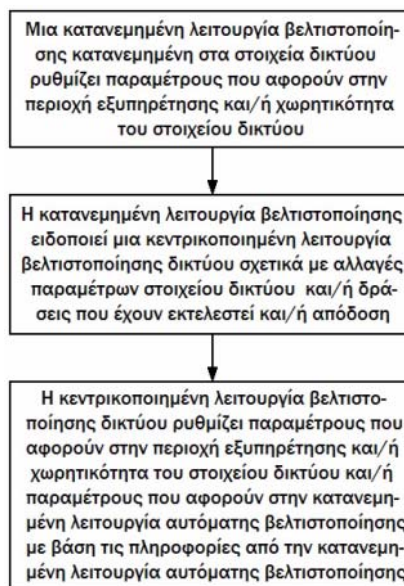 Μια κατανεμημένη λειτουργία βελτιστοποίη-
σης κατανεμημένη στα στοιχεία δικτύου
ρυθμίζει παραμέτρους που αφορούν στην
περιοχή εξυπηρέτησης και/ή χωρητικότητα
του στοιχείου δικτύου
Η κατανεμημένη λειτουργία βελτιστοποίησης
ειδοποιεί μια κεντρικοποιημένη λειτουργία
βελτιστοποίησης δικτύου σχετικά με αλλαγές
παραμέτρων στοιχείου δικτύου και/ή δρά-
σεις που έχουν εκτελεστεί και/ή απόδοση
Η κεντρικοποιημένη λειτουργία βελτιστο-
ποίησης δικτύου ρυθμίζει παραμέτρους που
αφορούν στην περιοχή εξυπηρέτησης και/ή
χωρητικότητα του στοιχείου δικτύου και/ή
παραμέτρους που αφορούν στην κατανεμη-
μένη λειτουργία αυτόματης βελτιστοποίησης
με βάση τις πληροφορίες από την κατανεμη-
μένη λειτουργία αυτόματης βελτιστοποίησης